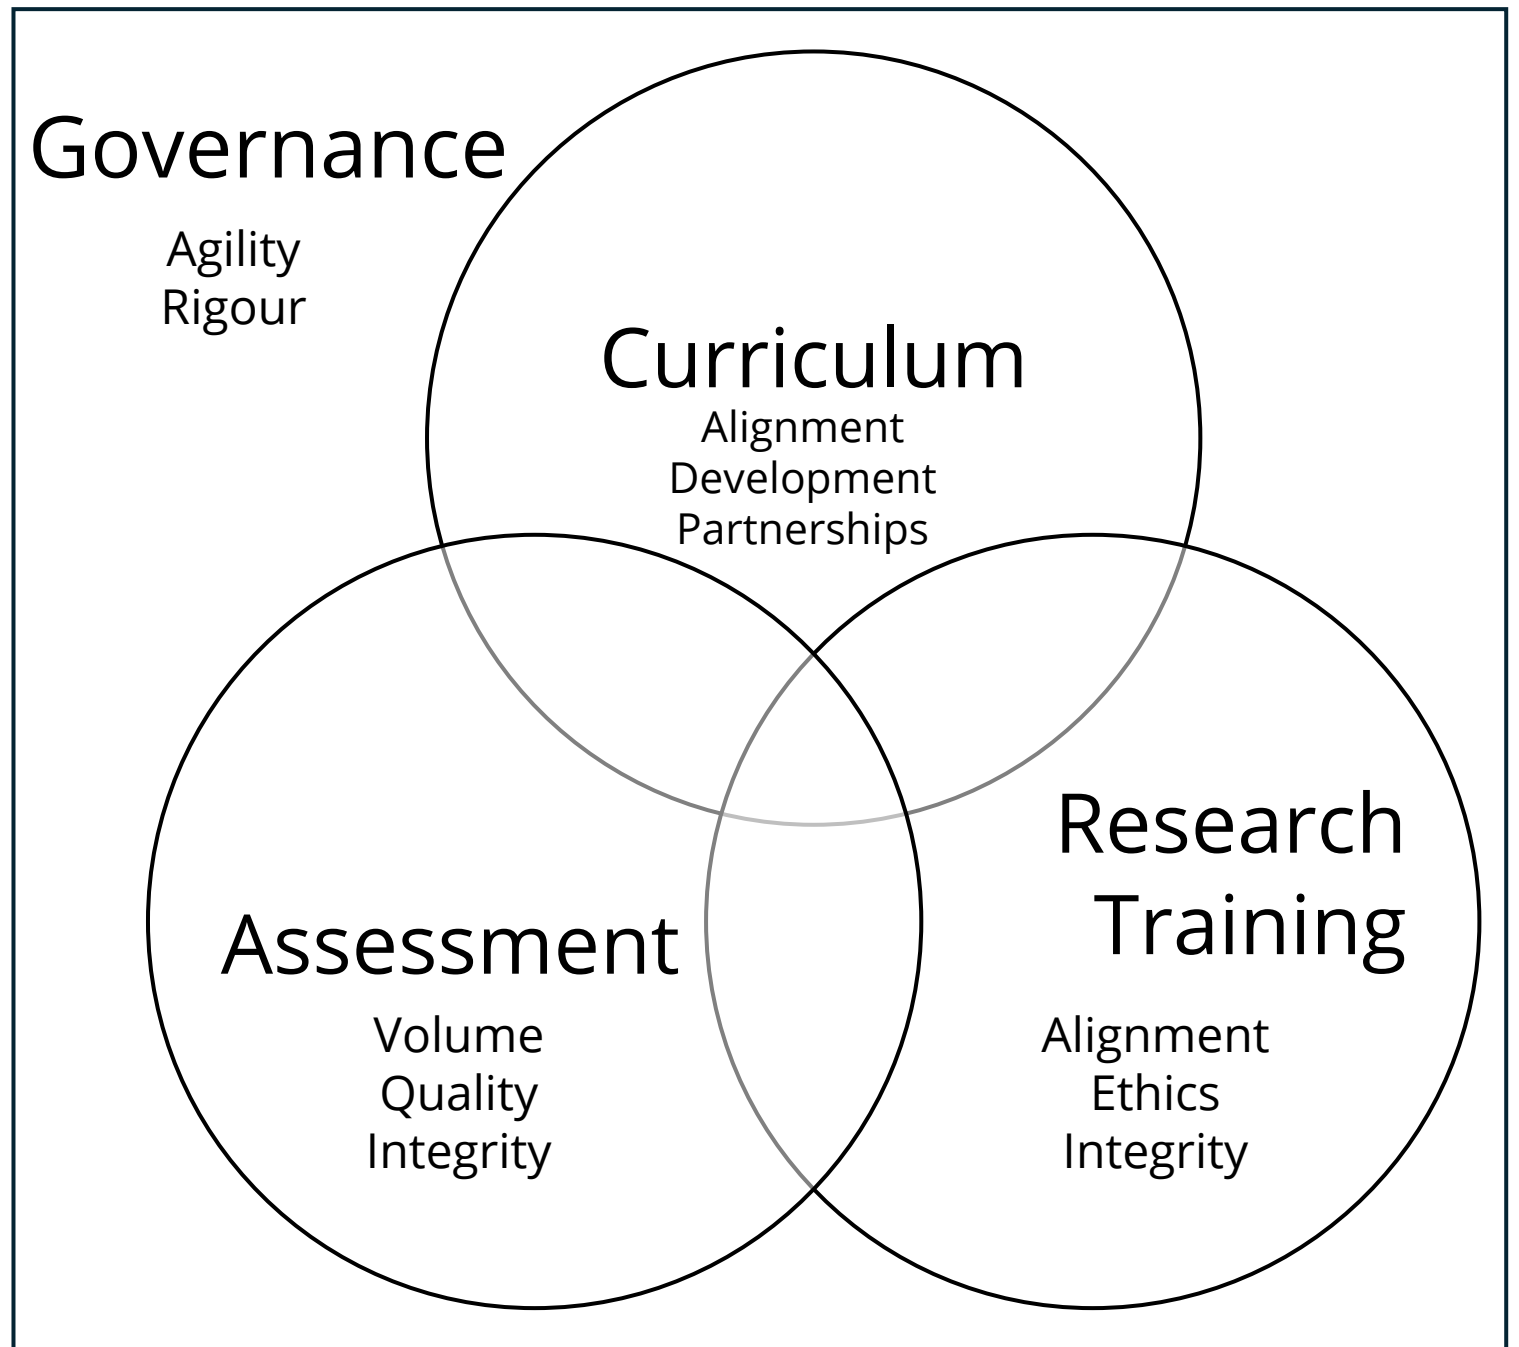 Governance
Agility
Rigour
Curriculum
Alignment
Development
Partnerships
Assessment
Volume
Quality
Integrity
Research
Training
Alignment
Ethics
Integrity